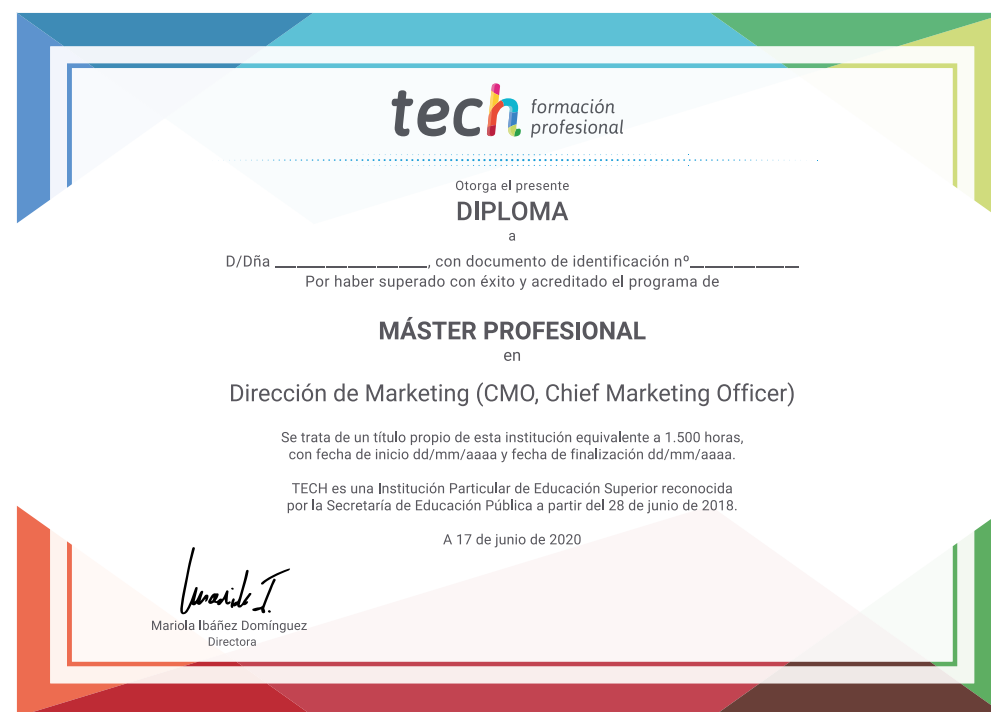 tech formación
profesional
Otorga el presente
DIPLOMA
a
D/Dña ______________, con documento de identificación nº__________
Por haber superado con éxito y acreditado el programa de
MÁSTER PROFESIONAL
en
Dirección de Marketing (CMO, Chief Marketing Officer)
Se trata de un título propio de esta institución equivalente a 1.500 horas,
con fecha de inicio dd/mm/aaaa y fecha de finalización dd/mm/aaaa.
TECH es una Institución Particular de Educación Superior reconocida
por la Secretaría de Educación Pública a partir del 28 de junio de 2018.
A 17 de junio de 2020
Mariola Ibáñez Domínguez
Directora